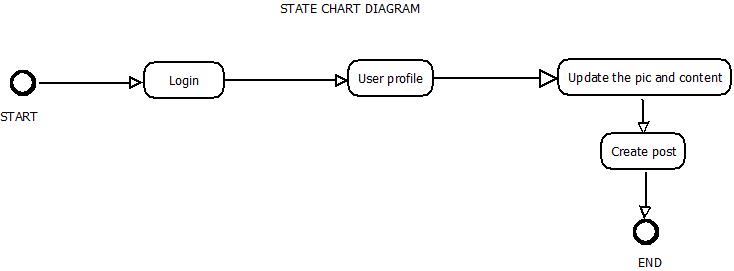 STATE CHART DIAGRAM
Login
User profile
Update the pic and content
START
Create post
END